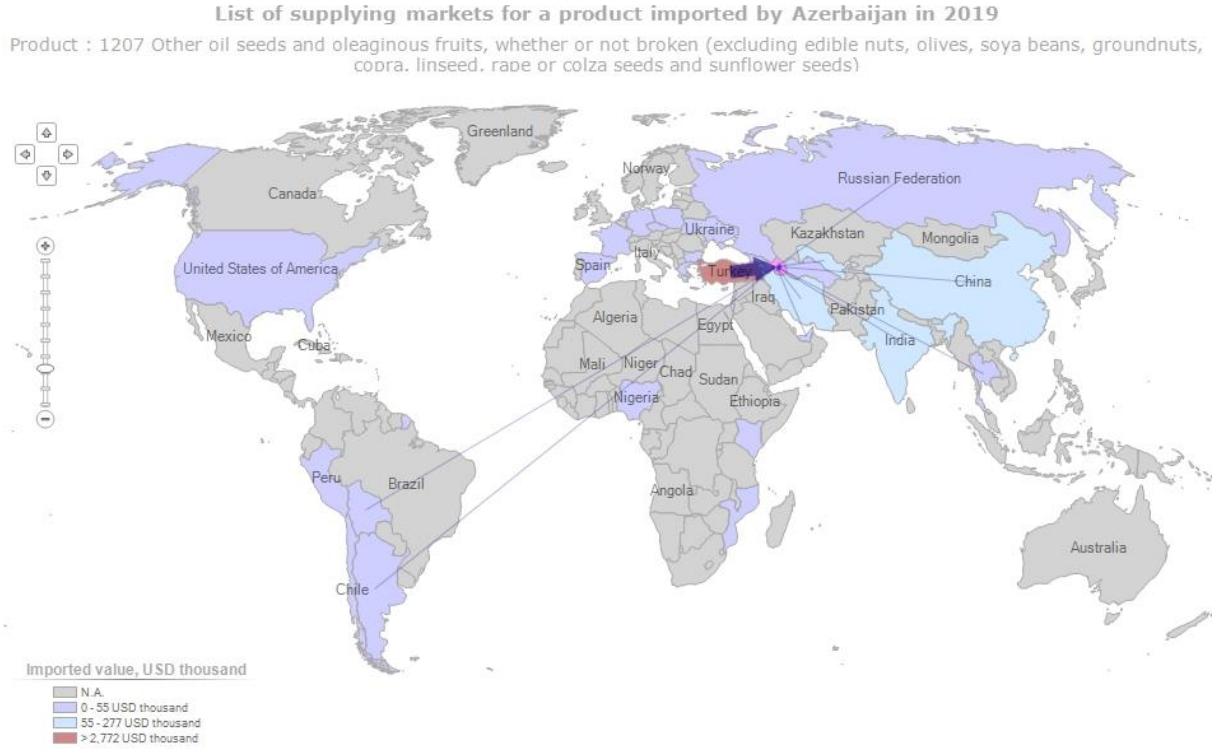 List of supplying markets for a product imported by Azerbaijan in 2019
Product : 1207 Other oil seeds and oleaginous fruits, whether or not broken (excluding edible nuts, olives, soya beans, groundnuts,
copra, linseed, rape or colza seeds and sunflower seeds)
Greenland
Norway
Russian Federation
Canada
Ukraine
Kazakhstan
Mongolia
Italy
United States of America
Spain
Turkey
China
Iraq
Pakistan
Algeria
Egypt
Mexico
Cuba
India
Mali
Niger
Chad
Sudan
Nigeria
Ethiopia
Peru
Brazil
Angola
Australia
Chile
Imported value, USD thousand
N.A.
0 - 55 USD thousand
55 - 277 USD thousand
> 2,772 USD thousand